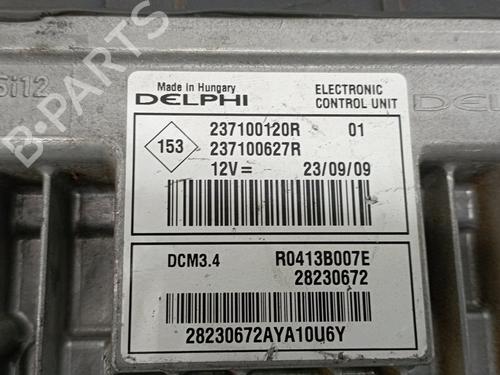 5i12
Made in Hungary
DELPHI
ELECTRONIC
CONTROL UNIT
DELPHI
153
237100120R 01
237100627R
12V= 23/09/09
DCM3.4 R0413B007E
28230672
28230672AYA10U6Y
B-PARTS